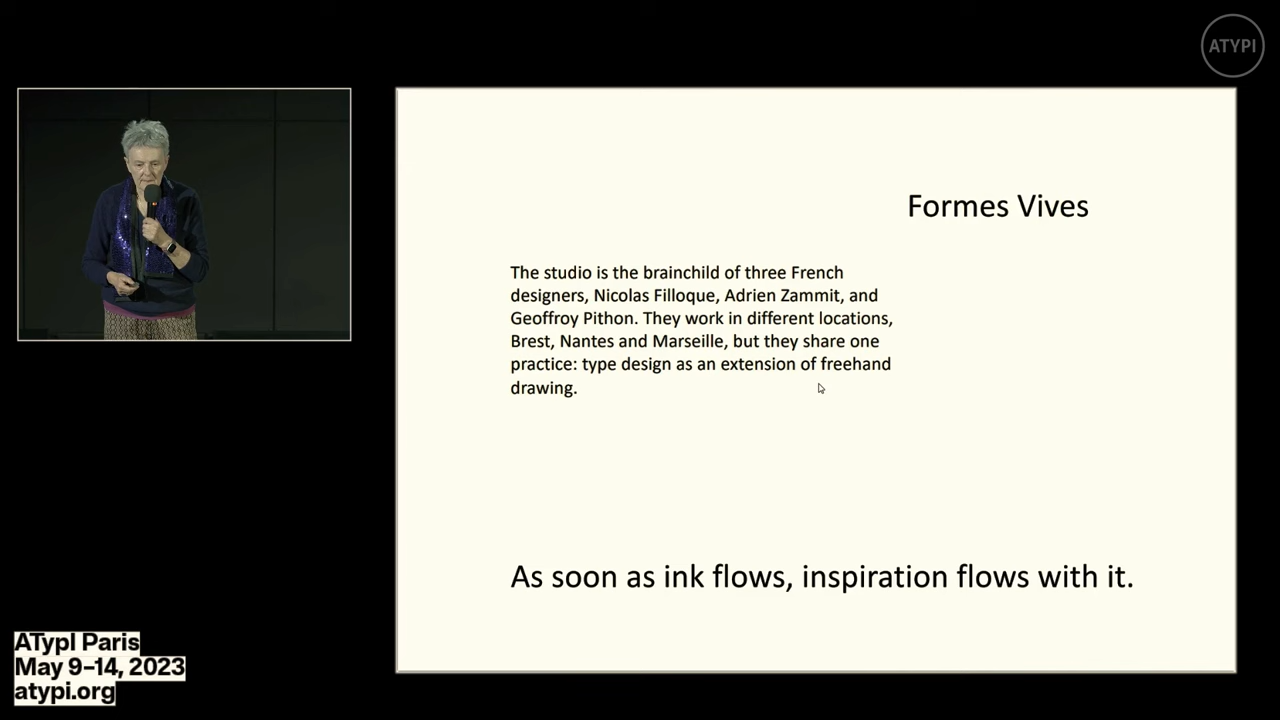 ATYPI
Formes Vives
The studio is the brainchild of three French
designers, Nicolas Filloque, Adrien Zammit, and
Geoffroy Pithon. They work in different locations,
Brest, Nantes and Marseille, but they share one
practice: type design as an extension of freehand
drawing.
As soon as ink flows, inspiration flows with it.
ATypI Paris
May 9–14, 2023
atypi.org